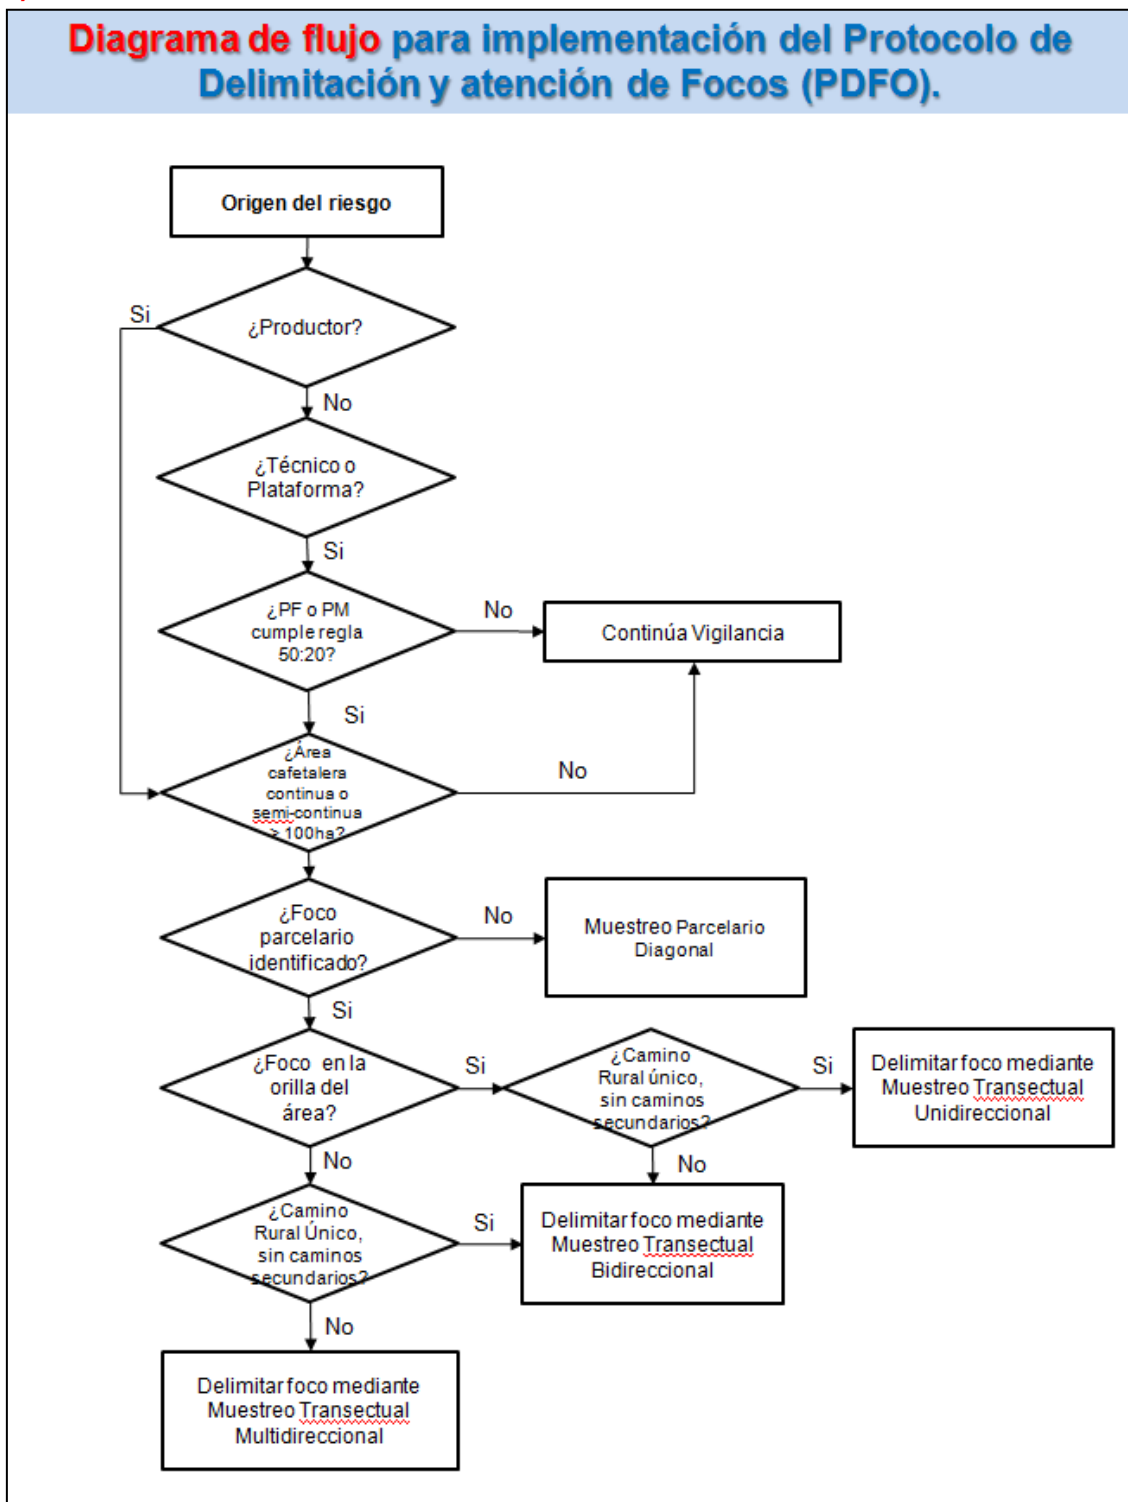 Diagrama de flujo para implementación del Protocolo de
Delimitación y atención de Focos (PDFO).
Origen del riesgo
Si
¿Productor?
No
¿Técnico o
Plataforma?
Si
¿PF o PM
cumple regla
50:20?
No
Continúa Vigilancia
Si
¿Área
cafetalera
continua o
semi-continua
≥ 100ha?
No
¿Foco
parcelario
identificado?
No
Muestreo Parcelario
Diagonal
Si
¿Foco en la
orilla del
área?
Si
¿Camino
Rural único,
sin caminos
secundarios?
Si
Delimitar foco mediante
Muestreo Transectual
Unidireccional
No
No
¿Camino
Rural Único,
sin caminos
secundarios?
Si
Delimitar foco mediante
Muestreo Transectual
Bidireccional
No
Delimitar foco mediante
Muestreo Transectual
Multidireccional